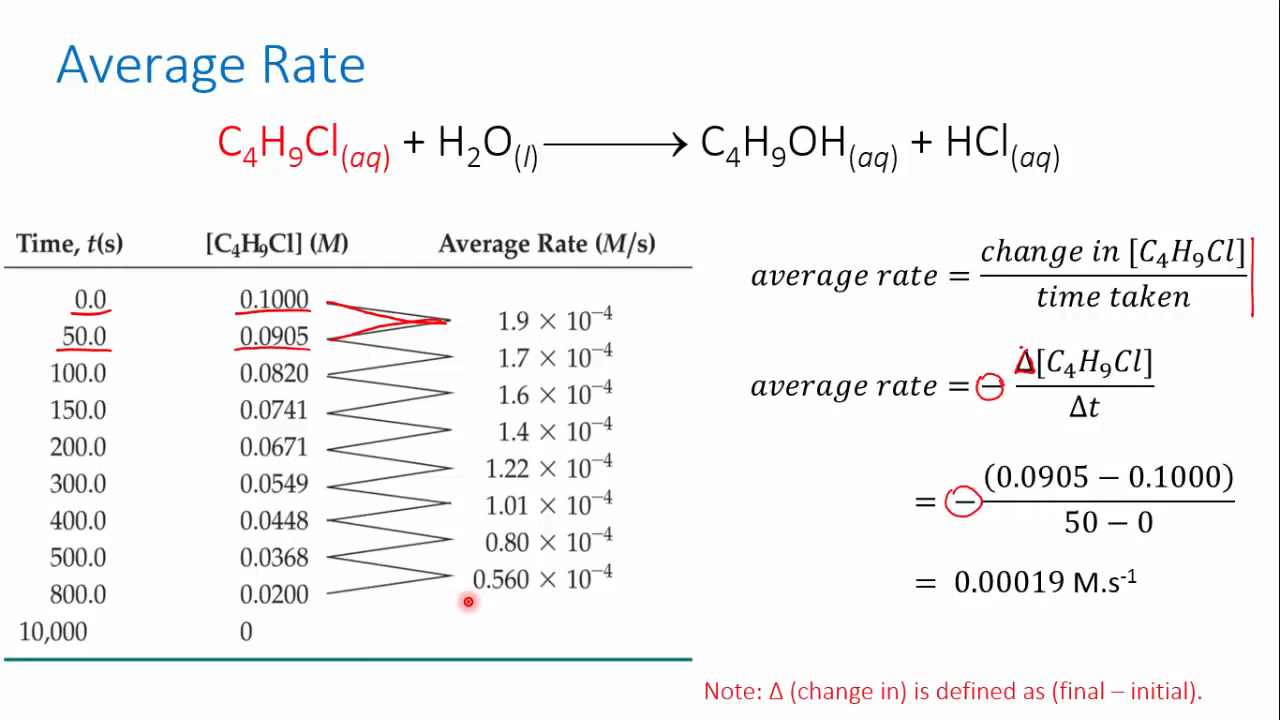 Average Rate
C₄H₉Cl(aq) + H₂O(l) ⟶ C₄H₉OH(aq) + HCl(aq)
Time, t(s) [C₄H₉Cl] (M) Average Rate (M/s)
0.0 0.1000
1.9 × 10⁻⁴
50.0 0.0905
1.7 × 10⁻⁴
100.0 0.0820
1.6 × 10⁻⁴
150.0 0.0741
1.4 × 10⁻⁴
200.0 0.0671
1.22 × 10⁻⁴
300.0 0.0549
1.01 × 10⁻⁴
400.0 0.0448
0.80 × 10⁻⁴
500.0 0.0368
0.560 × 10⁻⁴
800.0 0.0200
10,000 0
average rate = change in [C₄H₉Cl] / time taken
average rate = − Δ[C₄H₉Cl] / Δt
= − (0.0905 − 0.1000) / 50 − 0
= 0.00019 M.s⁻¹
Note: Δ (change in) is defined as (final – initial).